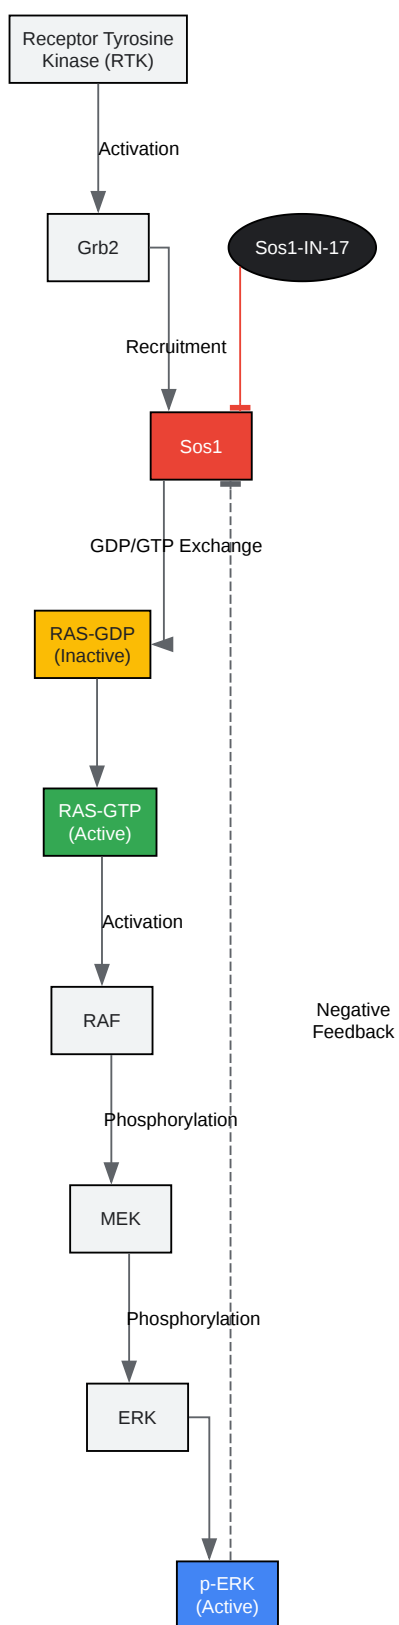 Receptor Tyrosine
Kinase (RTK)
Activation
Grb2
Sos1-IN-17
Recruitment
Sos1
GDP/GTP Exchange
RAS-GDP
(Inactive)
RAS-GTP
(Active)
Activation
RAF
Negative
Feedback
Phosphorylation
MEK
Phosphorylation
ERK
p-ERK
(Active)